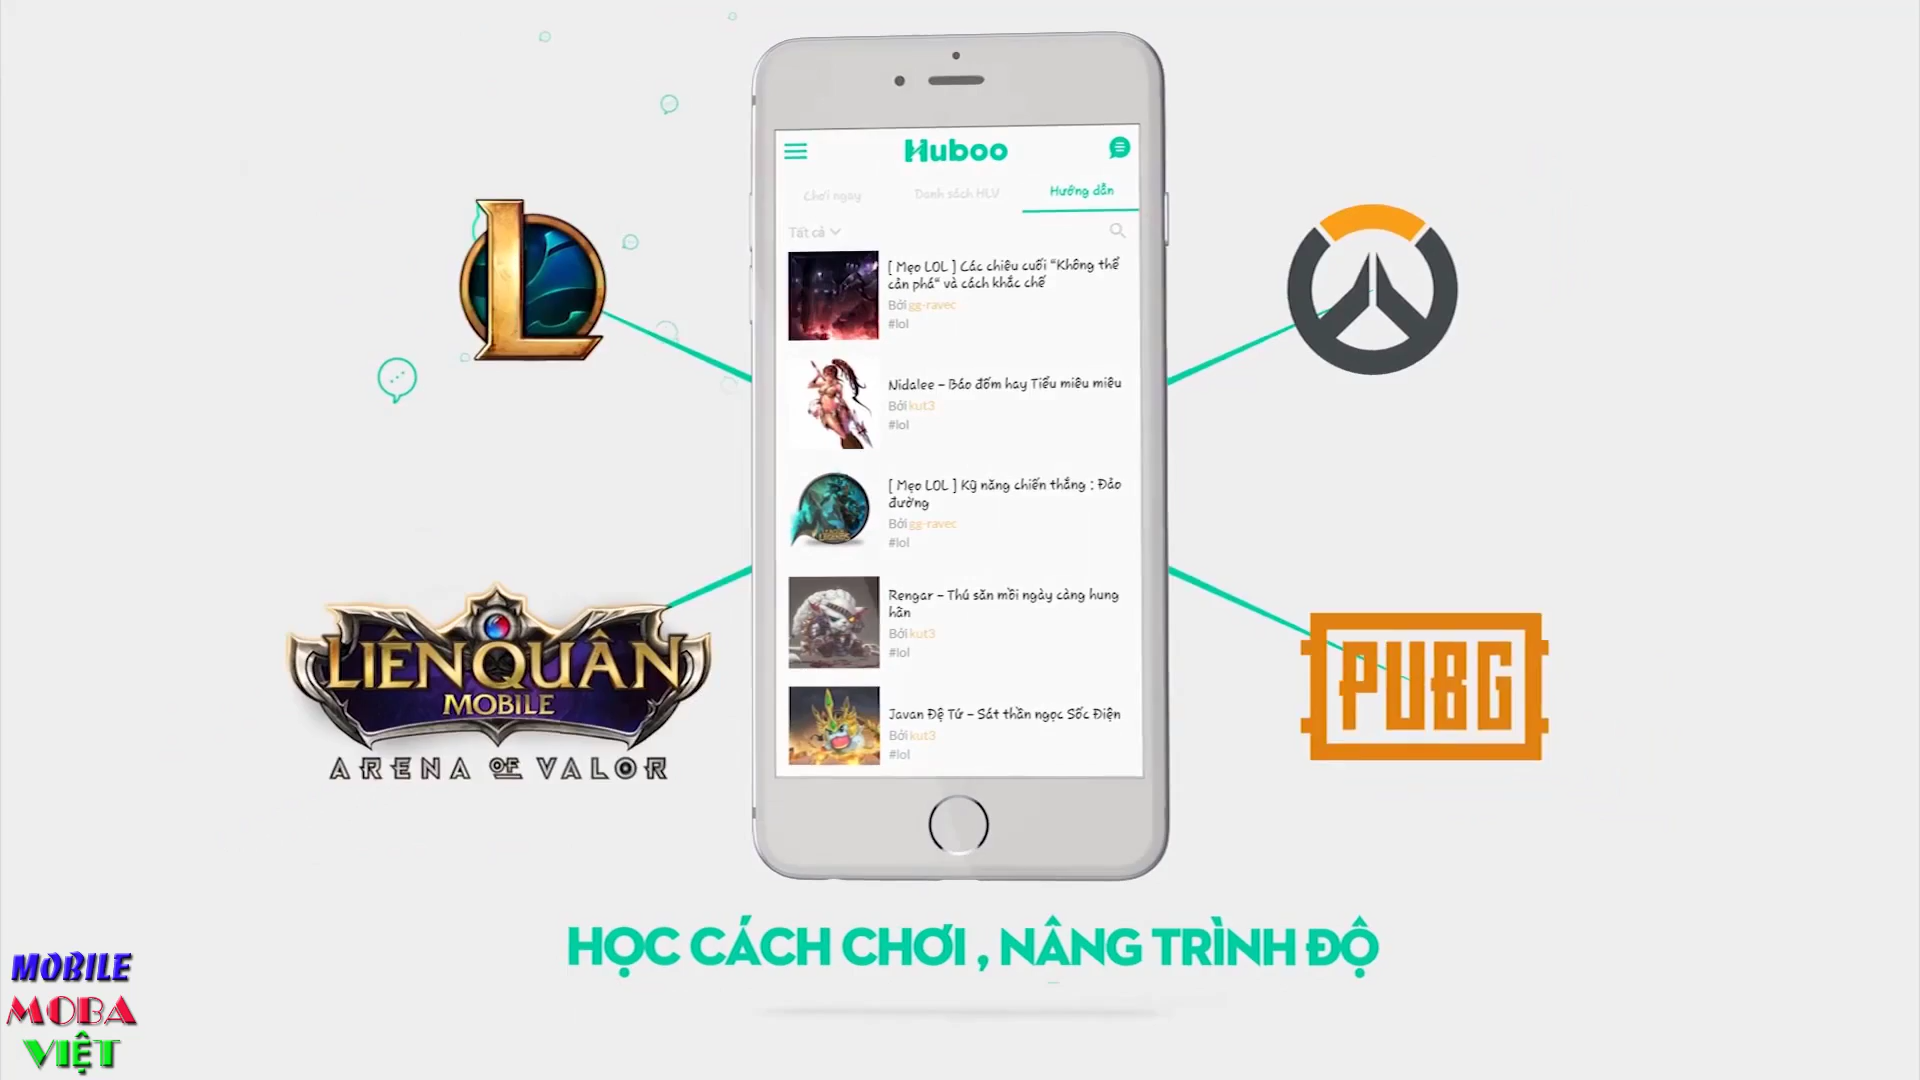 Huboo
Chơi ngay
Danh sách HLV
Hướng dẫn
Tất cả
[ Mẹo LOL ] Các chiêu cuối “Không thể
cản phá“ và cách khắc chế
Bởi gg-ravec
#lol
Nidalee – Báo đốm hay Tiểu miêu miêu
Bởi kut3
#lol
[ Mẹo LOL ] Kỹ năng chiến thắng : Đảo
đường
Bởi gg-ravec
#lol
Rengar – Thú săn mồi ngày càng hung
hãn
Bởi kut3
#lol
Javan Đệ Tứ – Sát thần ngọc Sốc Điện
Bởi kut3
#lol
LIÊN QUÂN
MOBILE
ARENA OF VALOR
PUBG
HỌC CÁCH CHƠI , NÂNG TRÌNH ĐỘ
MOBILE
MOBA
VIỆT